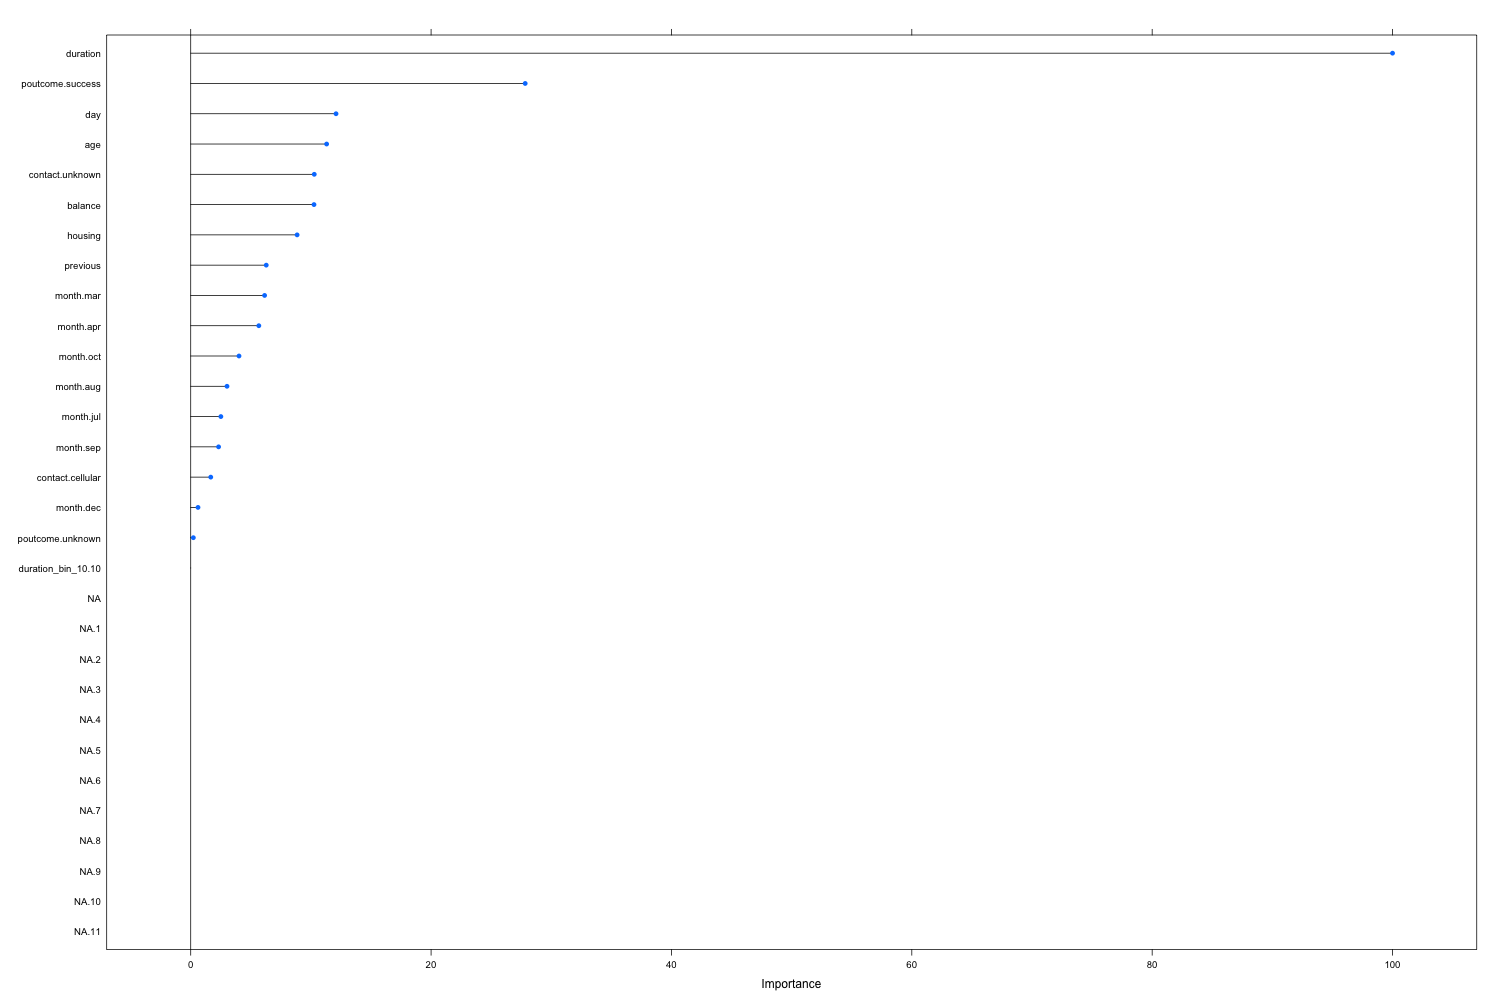 duration
poutcome.success
day
age
contact.unknown
balance
housing
previous
month.mar
month.apr
month.oct
month.aug
month.jul
month.sep
contact.cellular
month.dec
poutcome.unknown
duration_bin_10.10
NA
NA.1
NA.2
NA.3
NA.4
NA.5
NA.6
NA.7
NA.8
NA.9
NA.10
NA.11
0 20 40 60 80 100
Importance